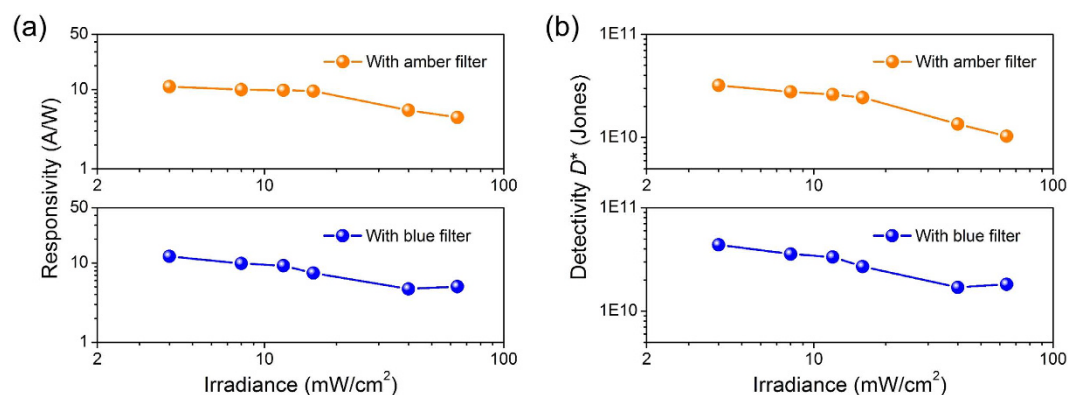 (a)
Responsivity (A/W)
50
10
1
With amber filter
2
10
100
50
10
1
With blue filter
2
10
100
Irradiance (mW/cm²)
(b)
Detectivity D* (Jones)
1E11
1E10
With amber filter
2
10
100
1E11
1E10
With blue filter
2
10
100
Irradiance (mW/cm²)